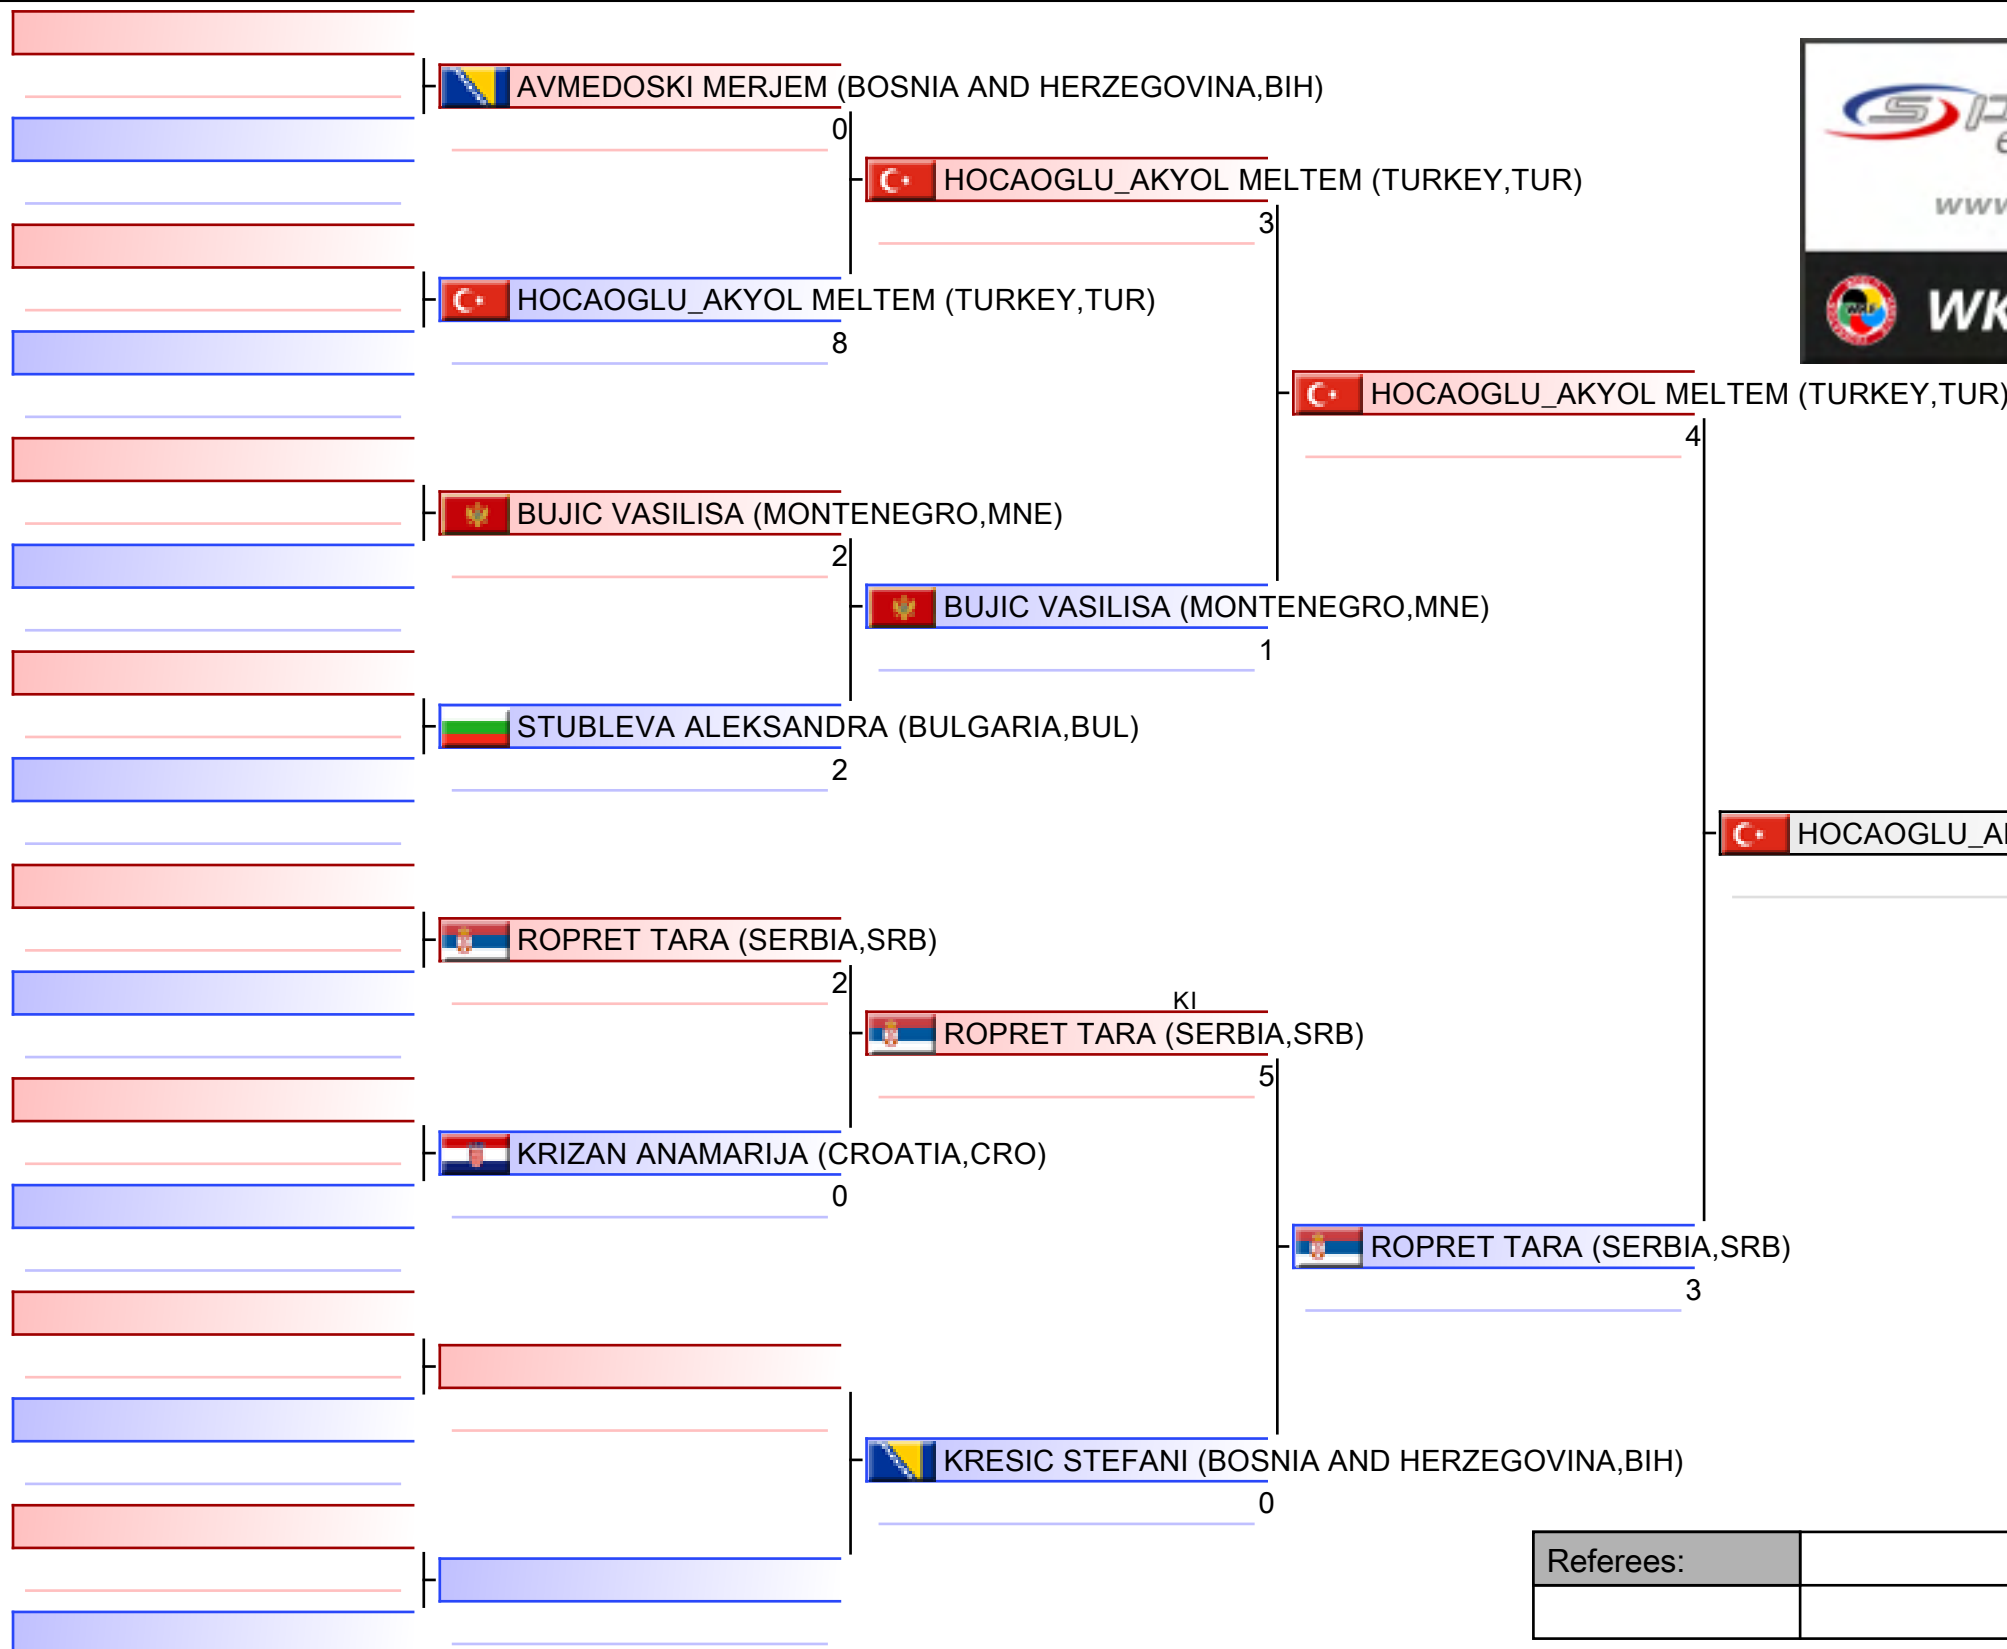 AVMEDOSKI MERJEM (BOSNIA AND HERZEGOVINA,BIH)
0
HOCAOGLU_AKYOL MELTEM (TURKEY,TUR)
3
www
HOCAOGLU_AKYOL MELTEM (TURKEY,TUR)
8
WKF
HOCAOGLU_AKYOL MELTEM (TURKEY,TUR)
4
BUJIC VASILISA (MONTENEGRO,MNE)
2
BUJIC VASILISA (MONTENEGRO,MNE)
1
STUBLEVA ALEKSANDRA (BULGARIA,BUL)
2
HOCAOGLU_A
ROPRET TARA (SERBIA,SRB)
2
KI
ROPRET TARA (SERBIA,SRB)
5
KRIZAN ANAMARIJA (CROATIA,CRO)
0
ROPRET TARA (SERBIA,SRB)
3
KRESIC STEFANI (BOSNIA AND HERZEGOVINA,BIH)
0
Referees: